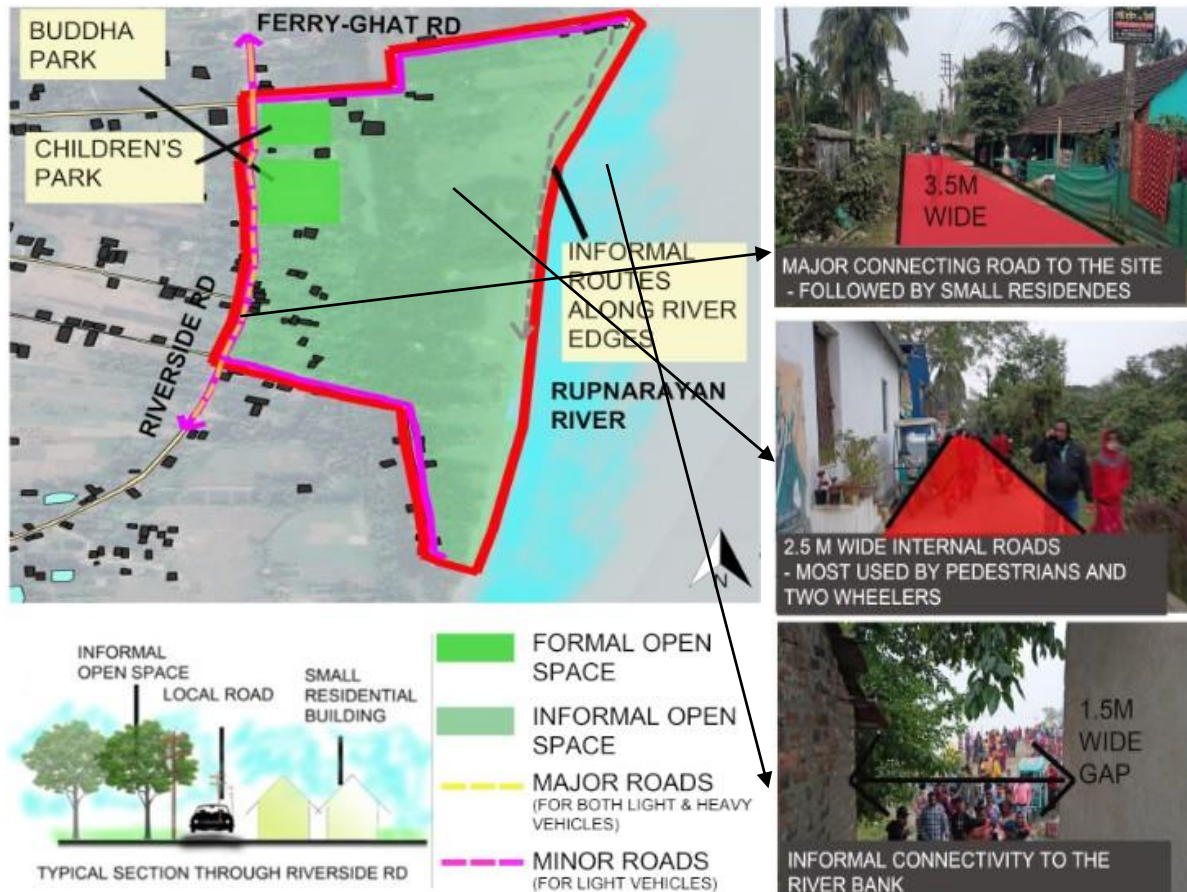 BUDDHA
PARK
FERRY-GHAT RD
CHILDREN'S
PARK
RIVERSIDE RD
INFORMAL
ROUTES
ALONG RIVER
EDGES
RUPNARAYAN
RIVER
N
3.5M
WIDE
MAJOR CONNECTING ROAD TO THE SITE
- FOLLOWED BY SMALL RESIDENDES
2.5 M WIDE INTERNAL ROADS
- MOST USED BY PEDESTRIANS AND
TWO WHEELERS
1.5M
WIDE
GAP
INFORMAL CONNECTIVITY TO THE
RIVER BANK
INFORMAL
OPEN SPACE
LOCAL ROAD
SMALL
RESIDENTIAL
BUILDING
TYPICAL SECTION THROUGH RIVERSIDE RD
FORMAL OPEN
SPACE
INFORMAL OPEN
SPACE
MAJOR ROADS
(FOR BOTH LIGHT & HEAVY
VEHICLES)
MINOR ROADS
(FOR LIGHT VEHICLES)